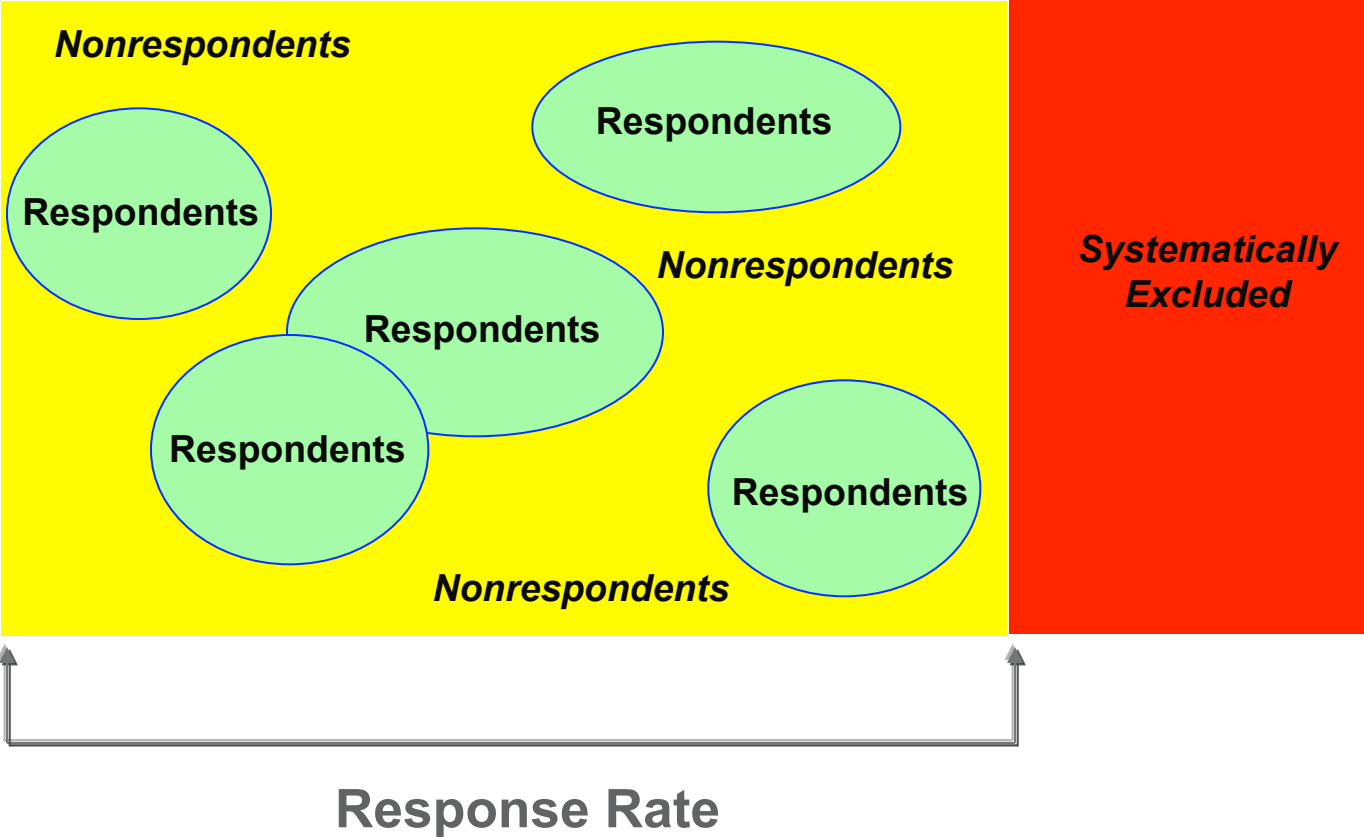 Nonrespondents
Respondents
Respondents
Nonrespondents
Systematically
Excluded
Respondents
Respondents
Respondents
Nonrespondents
Response Rate